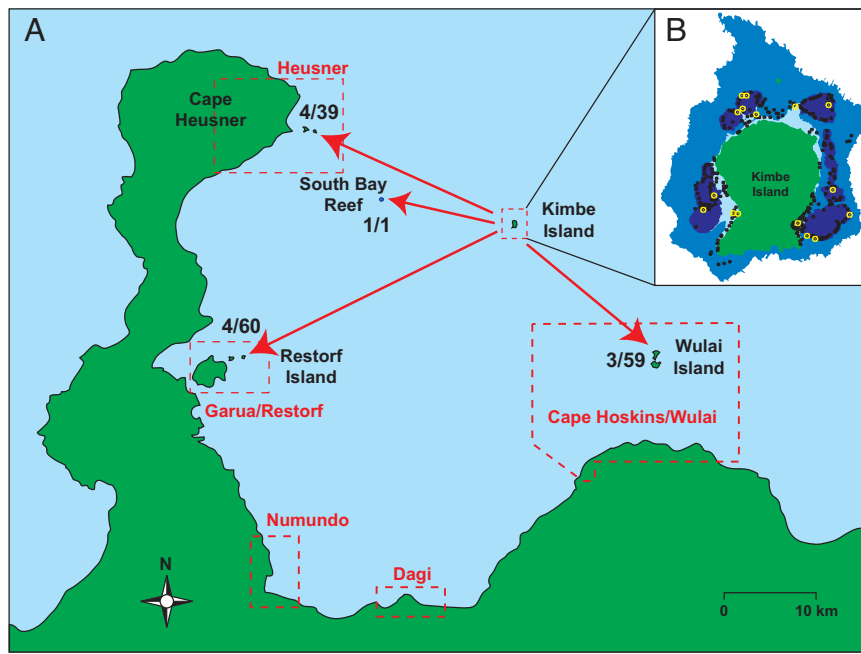 A
B
Heusner
Cape
Heusner
4/39
South Bay
Reef
1/1
Kimbe
Island
Kimbe
Island
4/60
Restorf
Island
Garua/Restorf
3/59
Wulai
Island
Cape Hoskins/Wulai
Numundo
Dagi
N
0 10 km